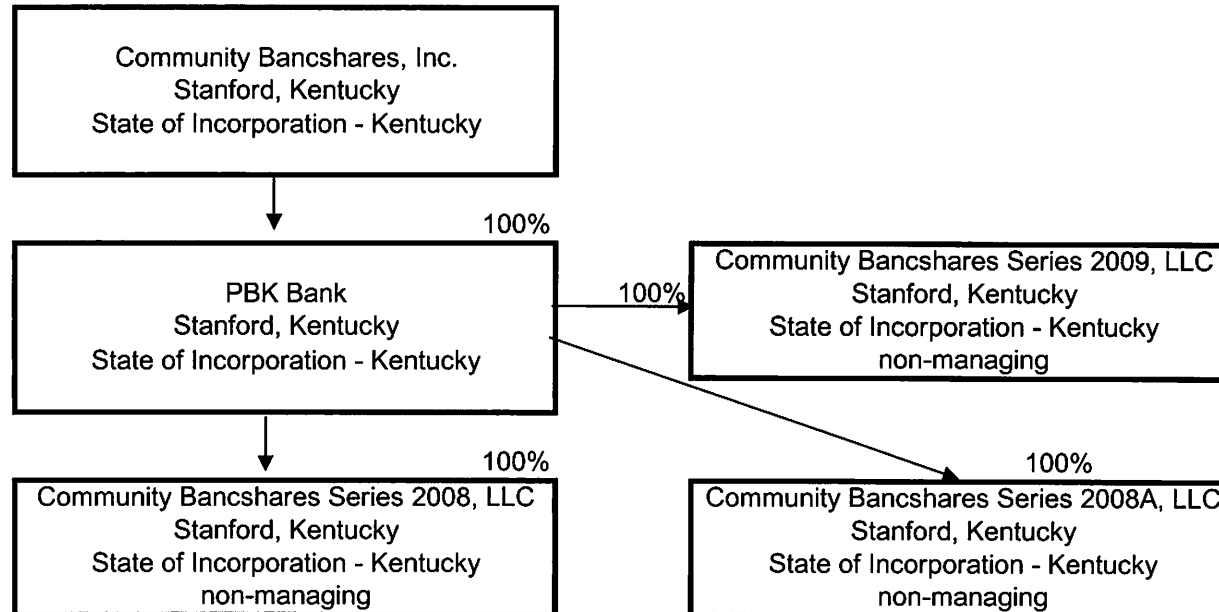 Community Bancshares, Inc.
Stanford, Kentucky
State of Incorporation - Kentucky
100%
PBK Bank
Stanford, Kentucky
State of Incorporation - Kentucky
100%
Community Bancshares Series 2009, LLC
Stanford, Kentucky
State of Incorporation - Kentucky
non-managing
100%
Community Bancshares Series 2008, LLC
Stanford, Kentucky
State of Incorporation - Kentucky
non-managing
100%
Community Bancshares Series 2008A, LLC
Stanford, Kentucky
State of Incorporation - Kentucky
non-managing